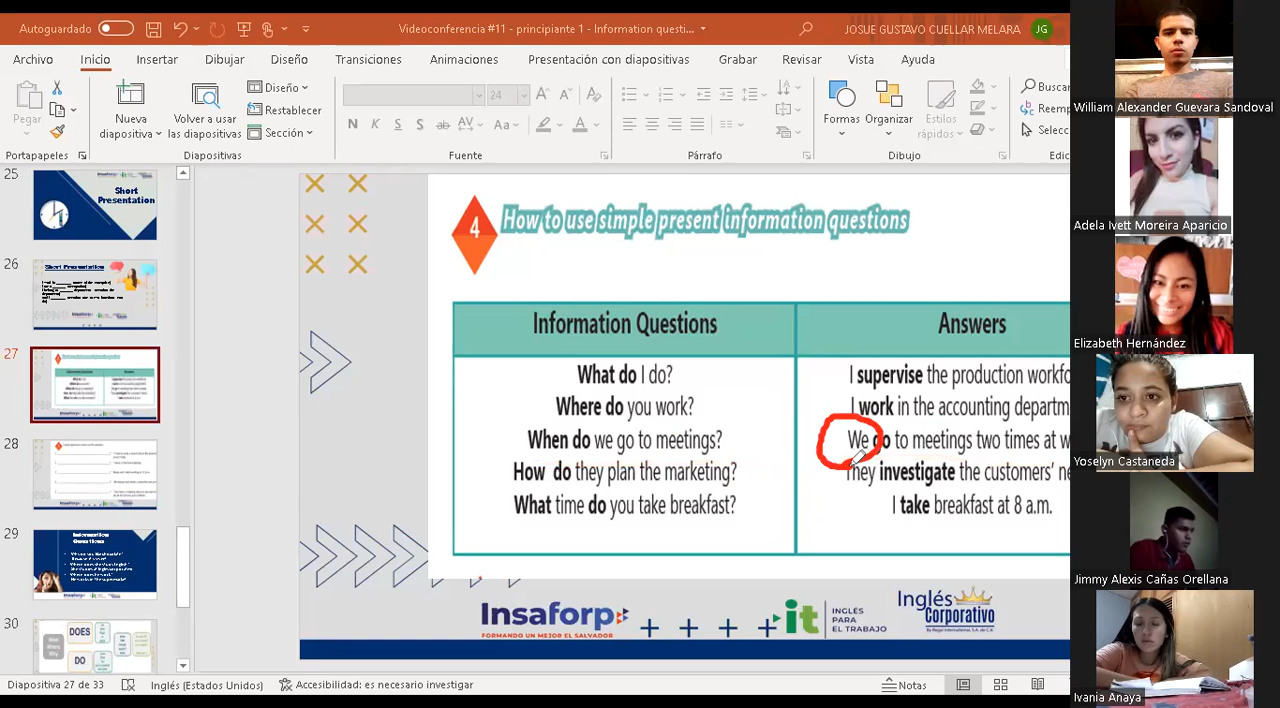 Autoguardado
Videoconferencia #11 - principiante 1 - Information questi...
JOSUE GUSTAVO CUELLAR MELARA
JG
Archivo Inicio Insertar Dibujar Diseño Transiciones Animaciones Presentación con diapositivas Grabar Revisar Vista Ayuda
Pegar
Nueva diapositiva
Volver a usar las diapositivas
Diseño
Restablecer
Sección
24
N K S S ab AV Aa A
Formas Organizar Estilos rápidos
Buscar
Reemp
Selecc
Portapapeles Diapositivas Fuente Párrafo Dibujo Edic
25
Short
Presentation
26
Short Presentation
27
28
29
Information
Questions
30
DOES
DO
4
How to use simple present information questions
Information Questions Answers
What do I do? I supervise the production workfo
Where do you work? I work in the accounting departm
When do we go to meetings? We do to meetings two times at w
How do they plan the marketing? They investigate the customers' ne
What time do you take breakfast? I take breakfast at 8 a.m.
Insaforp
FORMANDO UN MEJOR EL SALVADOR
it INGLÉS
PARA
EL TRABAJO
Inglés
Corporativo
William Alexander Guevara Sandoval
Adela Ivett Moreira Aparicio
Elizabeth Hernández
Yoselyn Castaneda
Jimmy Alexis Cañas Orellana
Ivania Anaya
Diapositiva 27 de 33 Inglés (Estados Unidos) Accesibilidad: es necesario investigar Notas